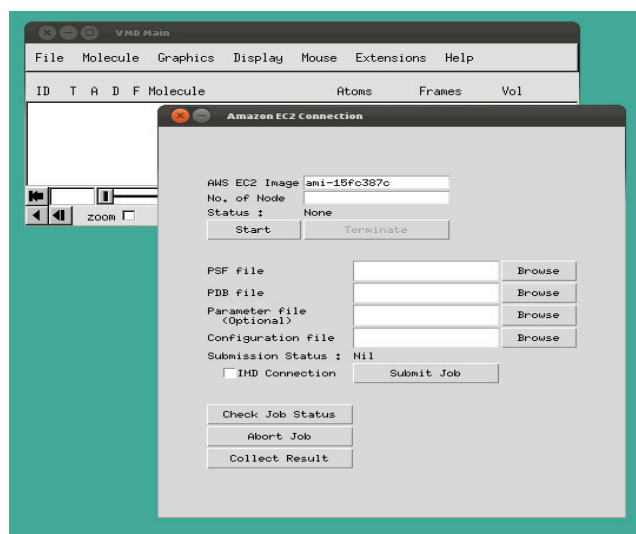 VMD Main
File Molecule Graphics Display Mouse Extensions Help
ID T A D F Molecule Atoms Frames Vol
zoom
Amazon EC2 Connection
AWS EC2 Image ami-15fc387c
No. of Node
Status : None
Start Terminate
PSF file Browse
PDB file Browse
Parameter file Browse
(Optional)
Configuration file Browse
Submission Status : Nil
IMD Connection Submit Job
Check Job Status
Abort Job
Collect Result